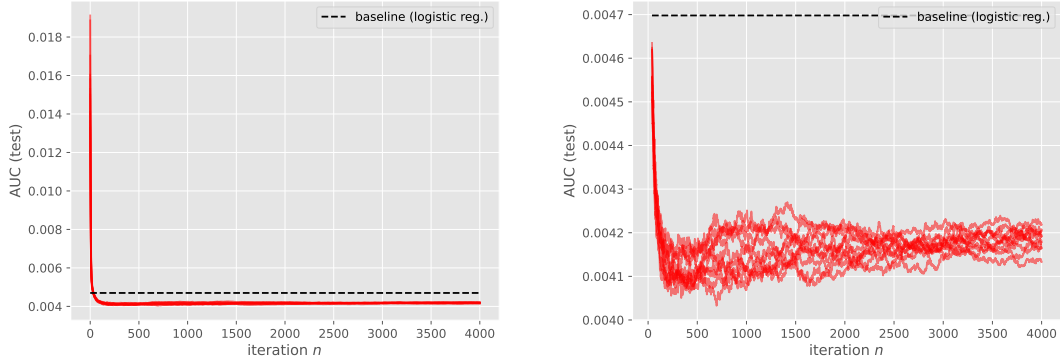 baseline (logistic reg.)
0.018
0.016
0.014
0.012
0.010
0.008
0.006
0.004
AUC (test)
0 500 1000 1500 2000 2500 3000 3500 4000
iteration n
baseline (logistic reg.)
0.0047
0.0046
0.0045
0.0044
0.0043
0.0042
0.0041
0.0040
AUC (test)
0 500 1000 1500 2000 2500 3000 3500 4000
iteration n